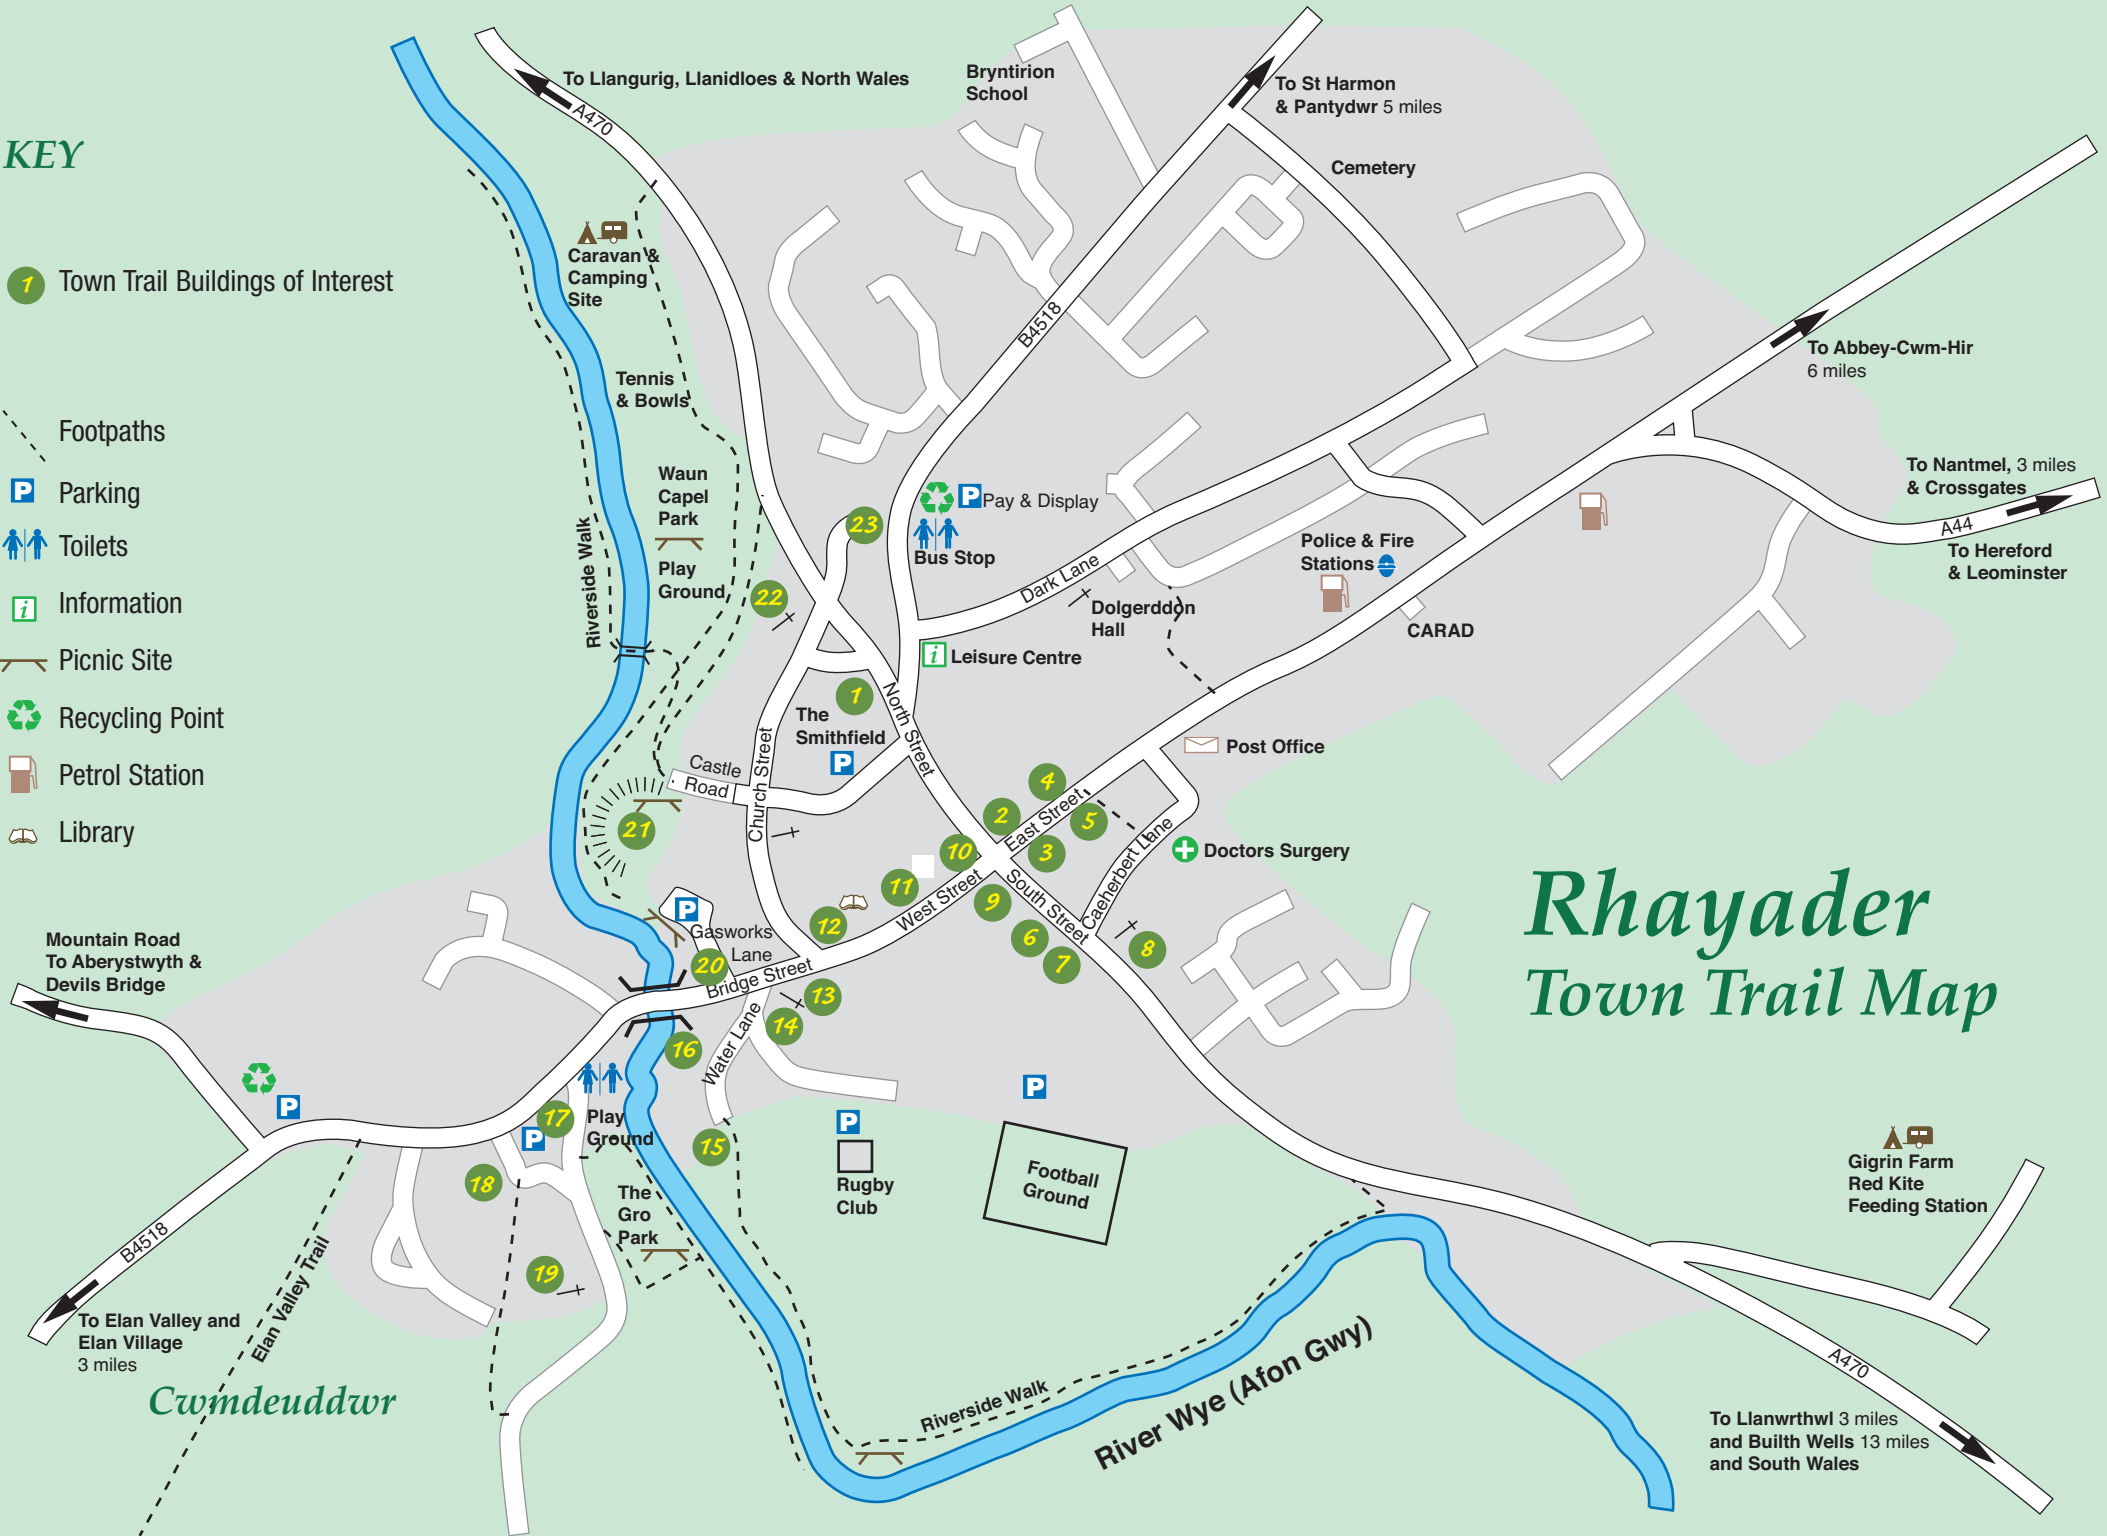 KEY
1 Town Trail Buildings of Interest
Footpaths
P Parking
Toilets
i Information
Picnic Site
Recycling Point
Petrol Station
Library
To Llangurig, Llanidloes & North Wales
A470
Bryntirion
School
To St Harmon
& Pantydwr 5 miles
Cemetery
Caravan &
Camping
Site
B4518
To Abbey-Cwm-Hir
6 miles
Tennis
& Bowls
Waun
Capel
Park
Play
Ground
Riverside Walk
23
P Pay & Display
Bus Stop
To Nantmel, 3 miles
& Crossgates
A44
To Hereford
& Leominster
Police & Fire
Stations
Dark Lane
Dolgerddon
Hall
CARAD
22
i Leisure Centre
1
The
Smithfield
P
North Street
Post Office
Castle
Road
Church Street
21
4
2
East Street
5
3
10
Caeherbert Lane
Doctors Surgery
11
West Street
South Street
9
12
6
7
8
P
Gasworks
Lane
20
Bridge Street
13
14
Water Lane
16
Rhayader
Town Trail Map
Mountain Road
To Aberystwyth &
Devils Bridge
P
17
P
Play
Ground
15
P
Rugby
Club
P
Football
Ground
18
The
Gro
Park
19
Gigrin Farm
Red Kite
Feeding Station
B4518
Elan Valley Trail
To Elan Valley and
Elan Village
3 miles
Cwmdeuddwr
Riverside Walk
River Wye (Afon Gwy)
A470
To Llanwrthwl 3 miles
and Builth Wells 13 miles
and South Wales